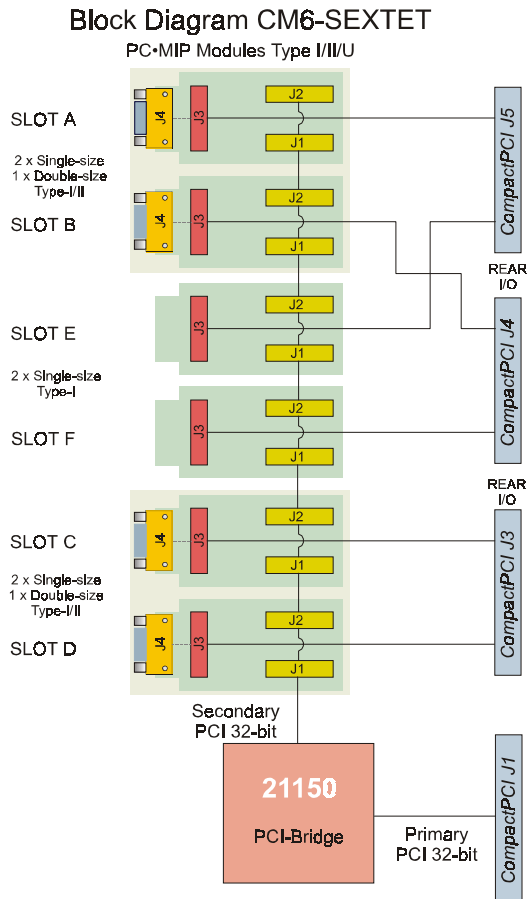 Block Diagram CM6-SEXTET
PC•MIP Modules Type I/II/U
SLOT A
J4
J3
J2
J1
CompactPCI J5
2 x Single-size
1 x Double-size
Type-I/II
SLOT B
J4
J3
J2
J1
REAR
I/O
SLOT E
J3
J2
J1
CompactPCI J4
2 x Single-size
Type-I
SLOT F
J3
J2
J1
REAR
I/O
SLOT C
J4
J3
J2
J1
CompactPCI J3
2 x Single-size
1 x Double-size
Type-I/II
SLOT D
J4
J3
J2
J1
Secondary
PCI 32-bit
21150
PCI-Bridge
Primary
PCI 32-bit
CompactPCI J1